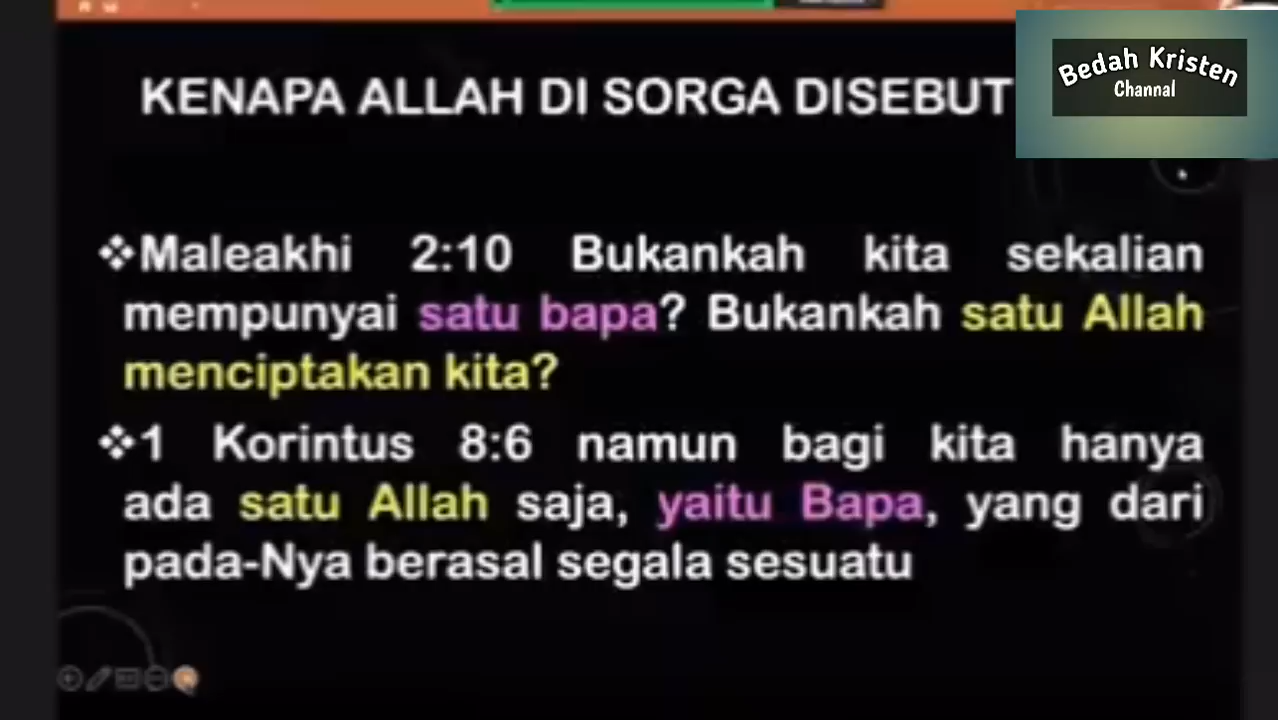 KENAPA ALLAH DI SORGA DISEBUT
Bedah Kristen
Channal
❖Maleakhi 2:10 Bukankah kita sekalian
mempunyai satu bapa? Bukankah satu Allah
menciptakan kita?
❖1 Korintus 8:6 namun bagi kita hanya
ada satu Allah saja, yaitu Bapa, yang dari
pada-Nya berasal segala sesuatu